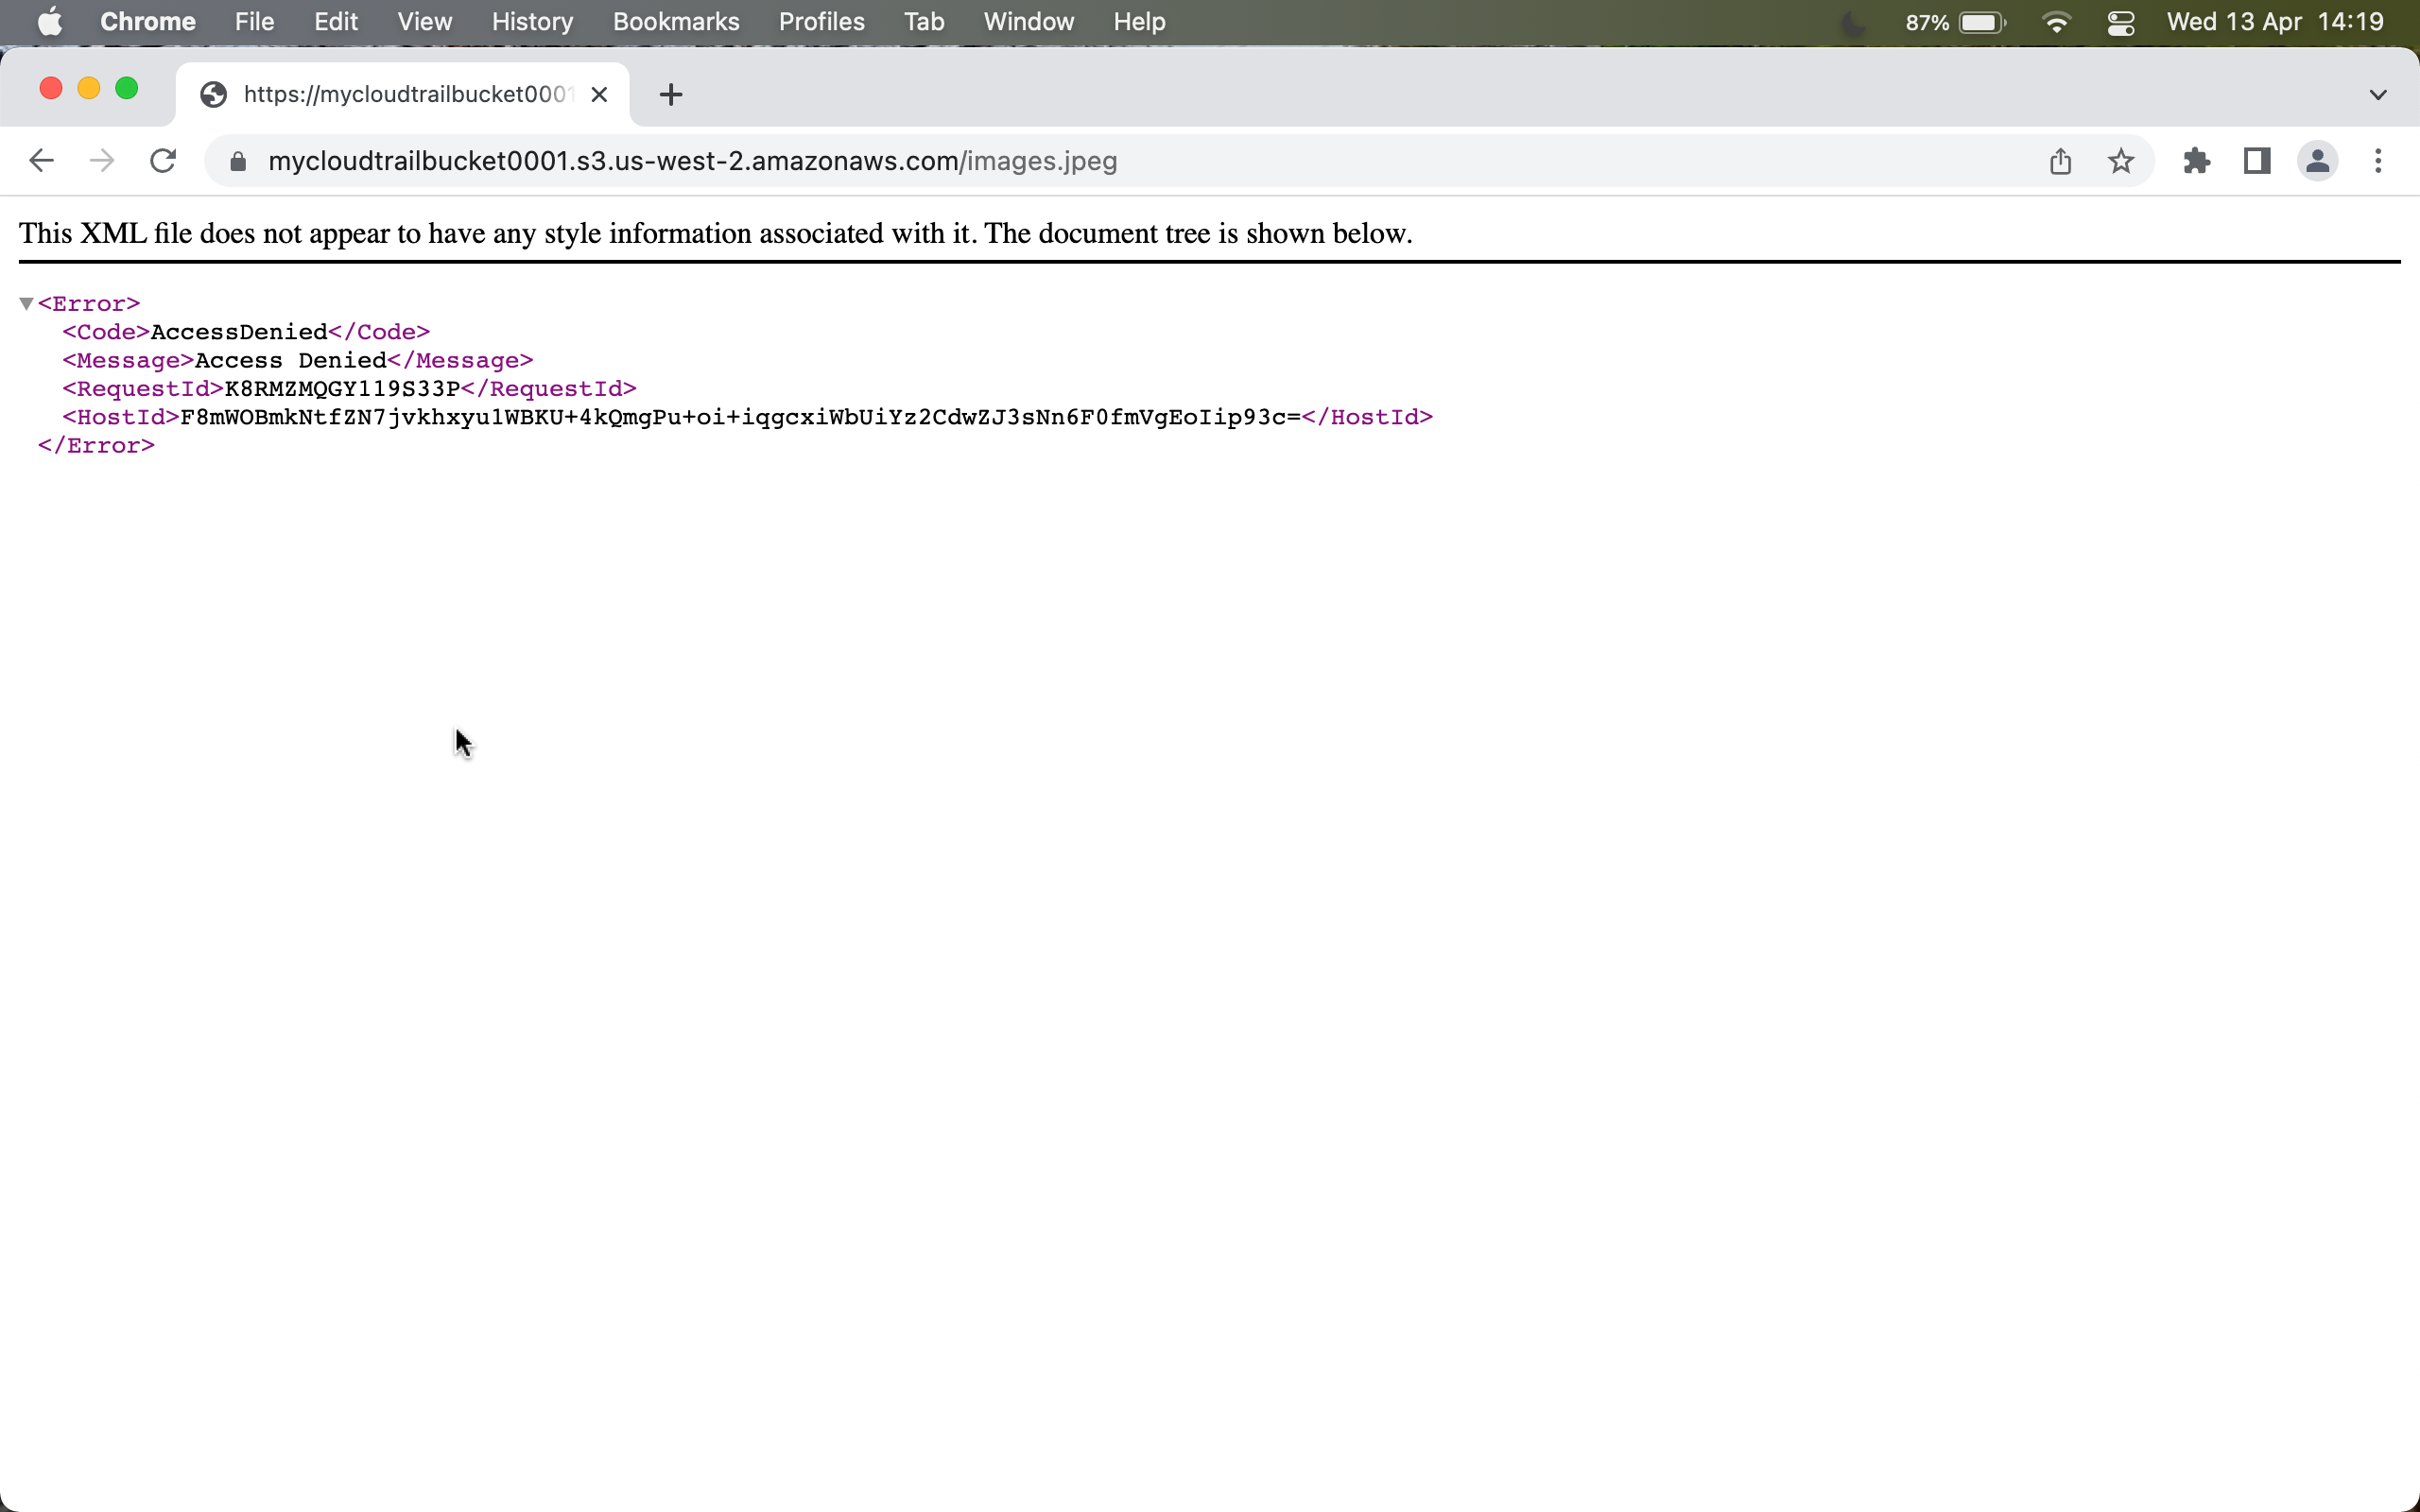 Chrome File Edit View History Bookmarks Profiles Tab Window Help 87% Wed 13 Apr 14:19
https://mycloudtrailbucket0001
mycloudtrailbucket0001.s3.us-west-2.amazonaws.com/images.jpeg
This XML file does not appear to have any style information associated with it. The document tree is shown below.
<Error>
<Code>AccessDenied</Code>
<Message>Access Denied</Message>
<RequestId>K8RMZMQGY119S33P</RequestId>
<HostId>F8mWOBmkNtfZN7jvkhxyu1WBKU+4kQmgPu+oi+iqgcxiWbUiYz2CdwZJ3sNn6F0fmVgEoIip93c=</HostId>
</Error>